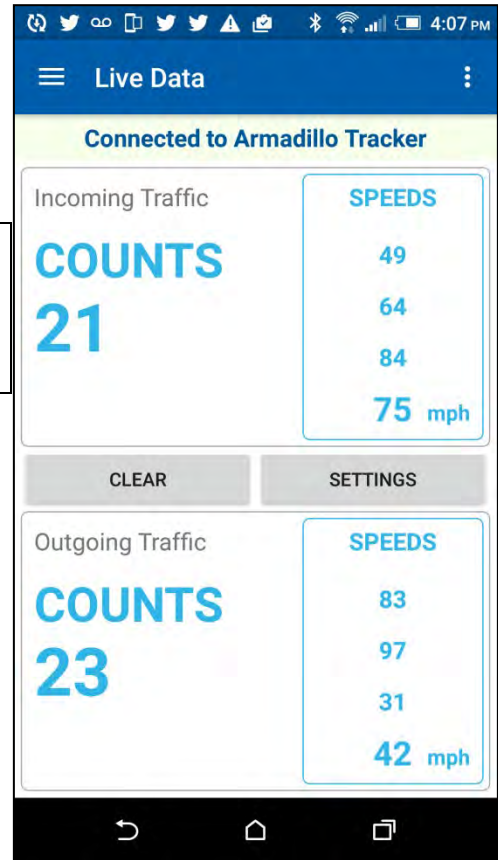 4:07 PM
Live Data
Connected to Armadillo Tracker
Incoming Traffic
COUNTS
21
SPEEDS
49
64
84
75 mph
CLEAR
SETTINGS
Outgoing Traffic
COUNTS
23
SPEEDS
83
97
31
42 mph